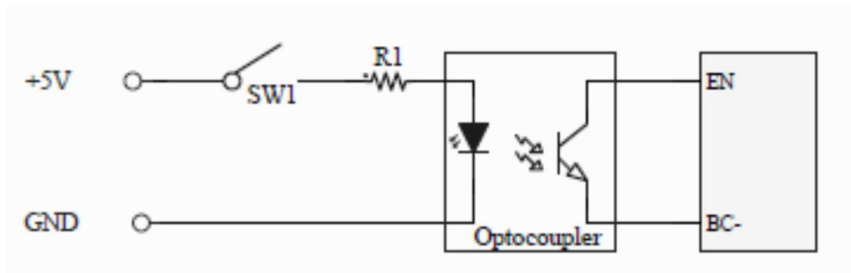 R1
+5V
SW1
EN
GND
BC-
Optocoupler